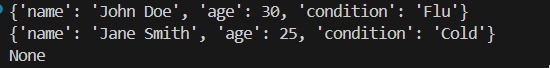 {'name': 'John Doe', 'age': 30, 'condition': 'Flu'}
{'name': 'Jane Smith', 'age': 25, 'condition': 'Cold'}
None